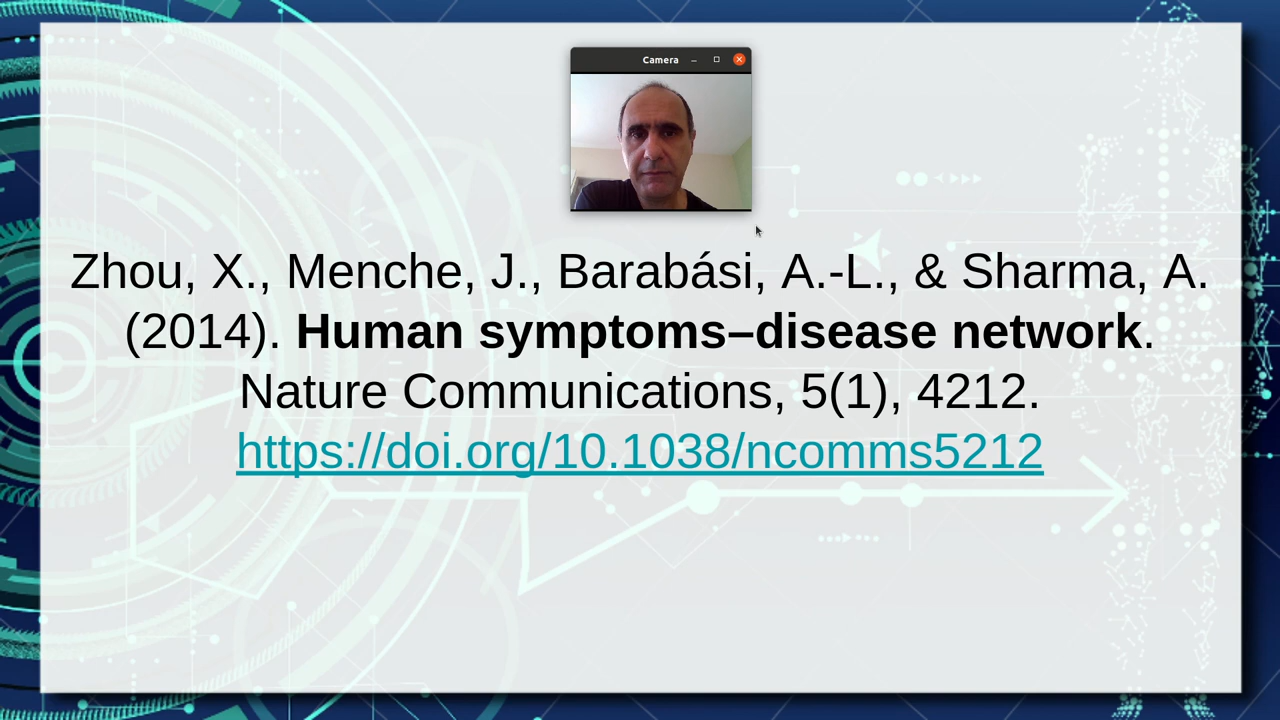 Camera
Zhou, X., Menche, J., Barabási, A.-L., & Sharma, A.
(2014). Human symptoms–disease network.
Nature Communications, 5(1), 4212.
https://doi.org/10.1038/ncomms5212